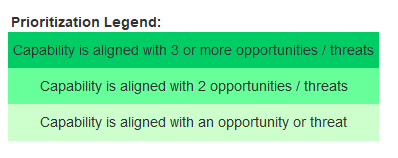 Prioritization Legend:
Capability is aligned with 3 or more opportunities / threats
Capability is aligned with 2 opportunities / threats
Capability is aligned with an opportunity or threat